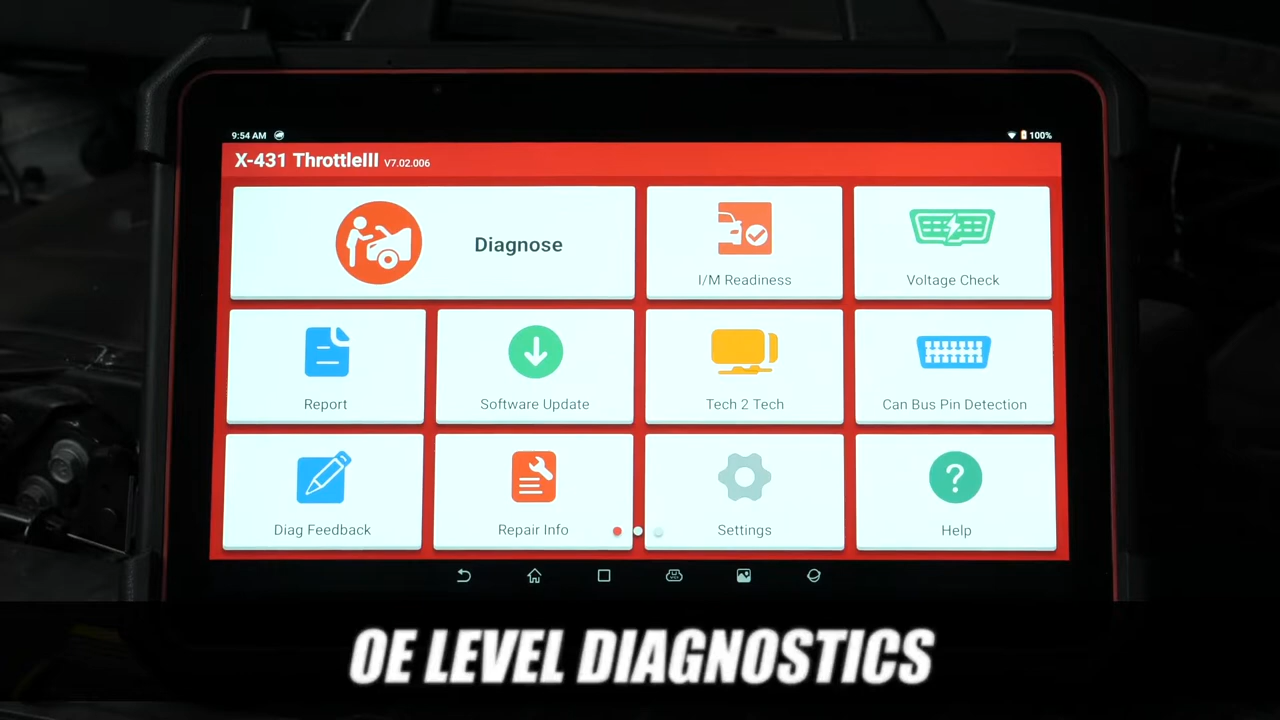 9:54 AM
100%
X-431 ThrottleIII V7.02.006
Diagnose
I/M Readiness
Voltage Check
Report
Software Update
Tech 2 Tech
Can Bus Pin Detection
Diag Feedback
Repair Info
Settings
?
Help
OE LEVEL DIAGNOSTICS